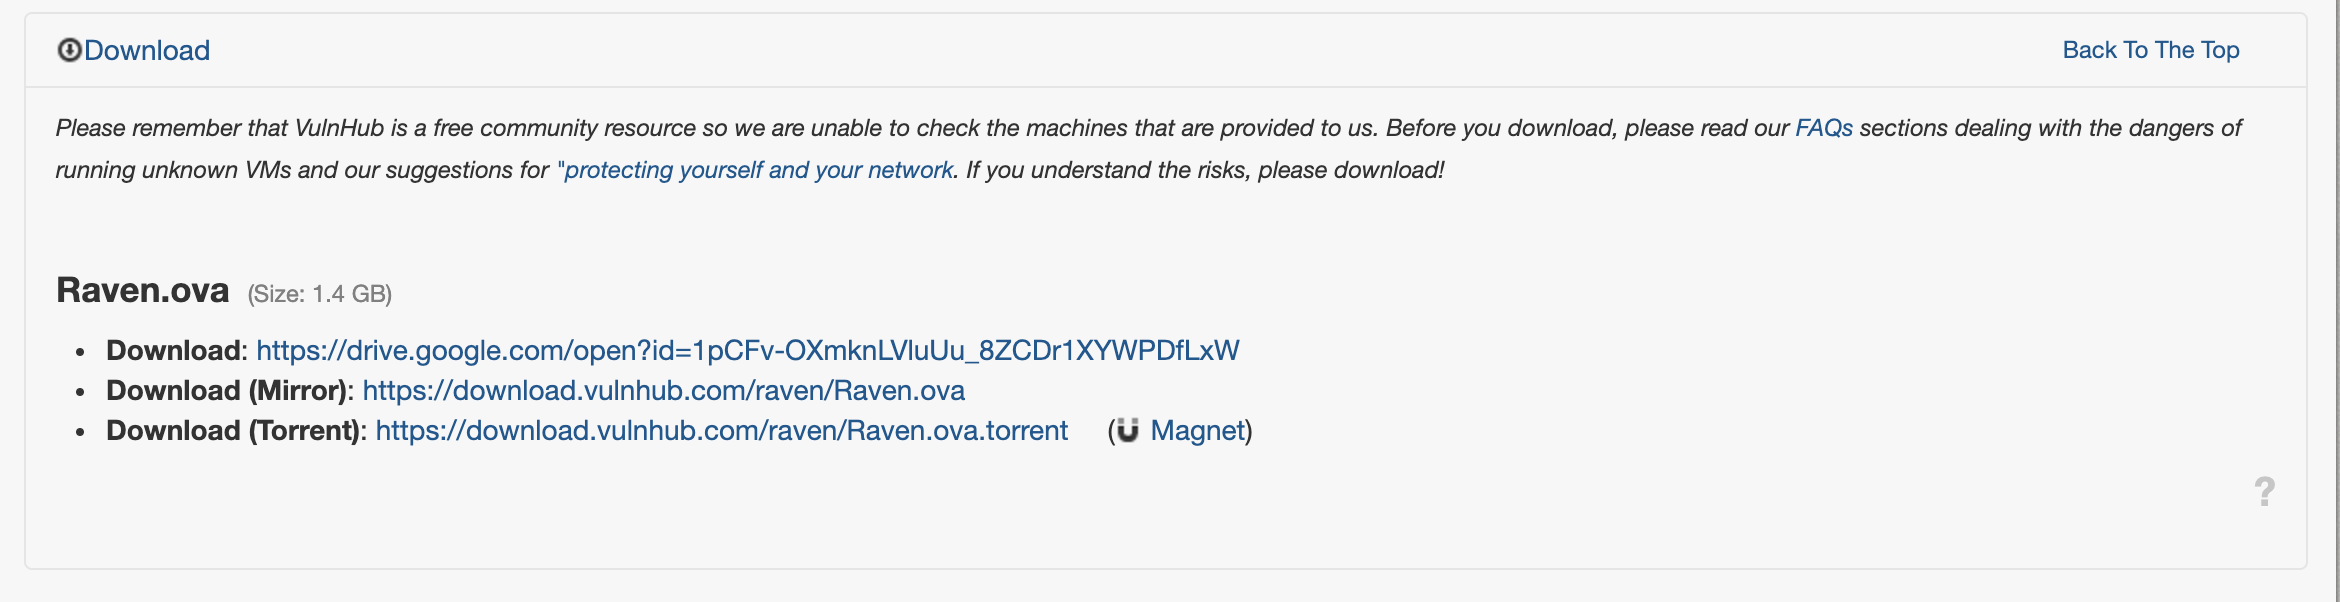 Download
Back To The Top
Please remember that VulnHub is a free community resource so we are unable to check the machines that are provided to us. Before you download, please read our FAQs sections dealing with the dangers of
running unknown VMs and our suggestions for "protecting yourself and your network. If you understand the risks, please download!
Raven.ova (Size: 1.4 GB)
• Download: https://drive.google.com/open?id=1pCFv-OXmknLVluUu_8ZCDr1XYWPDfLxW
• Download (Mirror): https://download.vulnhub.com/raven/Raven.ova
• Download (Torrent): https://download.vulnhub.com/raven/Raven.ova.torrent (Magnet)
?